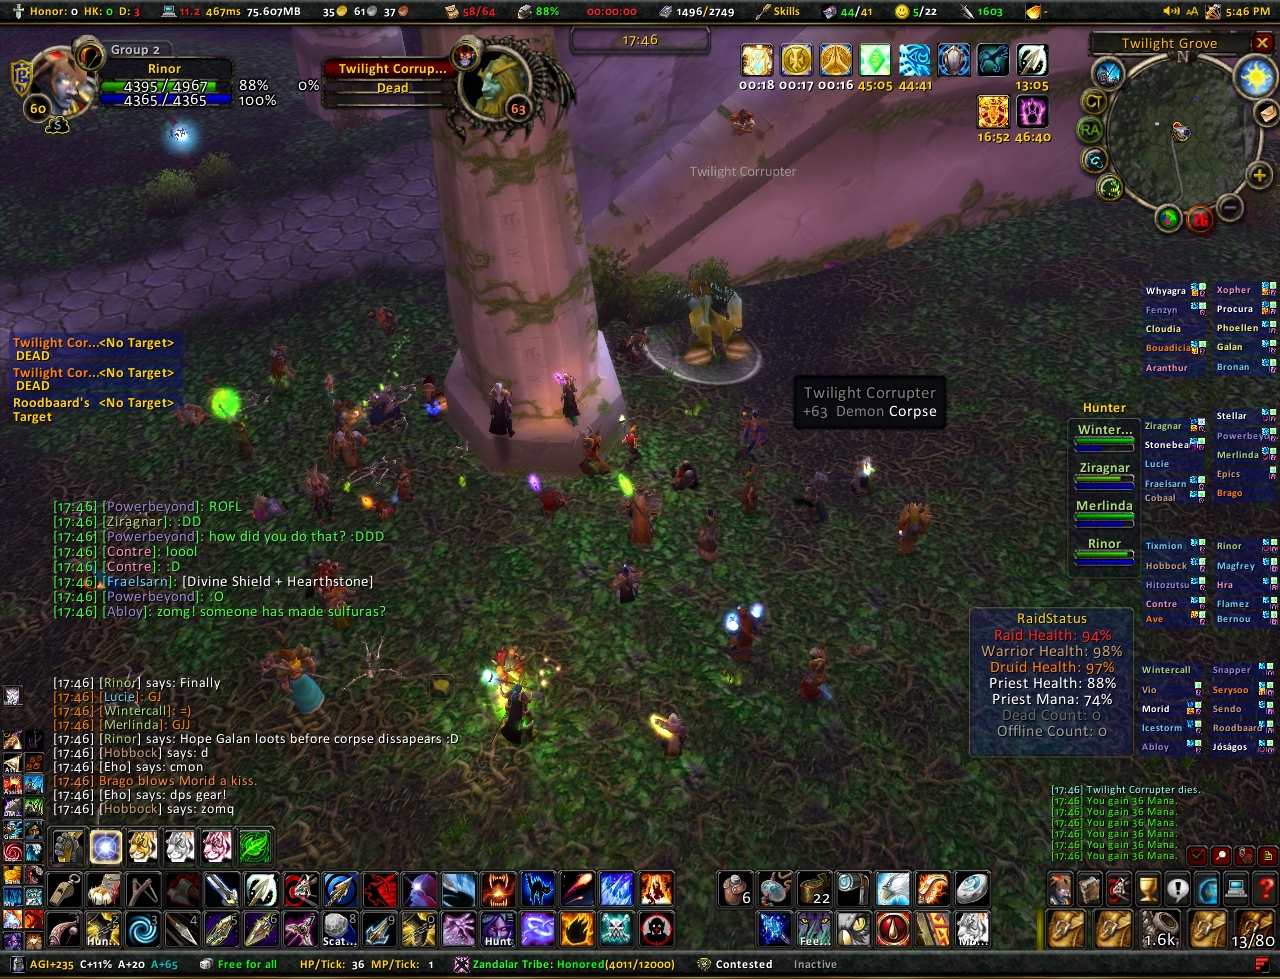 Honor: 0 HK: 0 D: 3 11.2 467ms 75.607MB 35 61 37 58/64 88% 00:00:00 1496/2749 Skills 44/41 5/22 1603 - 5:46 PM
17:46
Group 2
Rinor
4395 / 4967 88%
4365 / 4365 100%
60
S
0%
Twilight Corrup...
Dead
63
00:18 00:17 00:16 45:05 44:41 13:05
16:52 46:40
Twilight Grove
N
CT
RA
Twilight Corrupter
Twilight Cor...<No Target>
DEAD
Twilight Cor...<No Target>
DEAD
Roodbaard's <No Target>
Target
Twilight Corrupter
+63 Demon Corpse
Whyagra Xopher
Fenzyn Procura
Cloudia Phoellen
Bouadicia Galan
Aranthur Bronan
Hunter
Winter...
Ziragnar
Merlinda
Rinor
Stellar
Ziragnar Powerbeyo
Stonebea Merlinda
Lucie Epics
Fraelsarn Brago
Cobaal
Tixmion Rinor
Hobbock Magfrey
Hitozutsu Hra
Contre Flamez
Ave Bernou
[17:46] [Powerbeyond]: ROFL
[17:46] [Ziragnar]: :DD
[17:46] [Powerbeyond]: how did you do that? :DDD
[17:46] [Contre]: loool
[17:46] [Contre]: :D
[17:46] [Fraelsarn]: [Divine Shield + Hearthstone]
[17:46] [Powerbeyond]: :O
[17:46] [Abloy]: zomg! someone has made sulfuras?
RaidStatus
Raid Health: 94%
Warrior Health: 98%
Druid Health: 97%
Priest Health: 88%
Priest Mana: 74%
Dead Count: 0
Offline Count: 0
Wintercall Snapper
Vio Serysoo
Morid Sendo
Icestorm Roodbaard
Abloy Jóságos
[17:46] [Rinor] says: Finally
[17:46] [Lucie]: GJ
[17:46] [Wintercall]: =)
[17:46] [Merlinda]: GJJ
[17:46] [Rinor] says: Hope Galan loots before corpse dissapears :D
[17:46] [Hobbock] says: d
[17:46] [Eho] says: cmon
[17:46] Brago blows Morid a kiss.
[17:46] [Eho] says: dps gear!
[17:46] [Hobbock] says: zomq
[17:46] Twilight Corrupter dies.
[17:46] You gain 36 Mana.
[17:46] You gain 36 Mana.
[17:46] You gain 36 Mana.
[17:46] You gain 36 Mana.
[17:46] You gain 36 Mana.
[17:46] You gain 36 Mana.
6 22
Hun... Scat... Hunt Fee... Mo... 1.6k 13/80
AGI+235 C+11% A+20 A+65 Free for all HP/Tick: 36 MP/Tick: 1 Zandalar Tribe: Honored(4011/12000) Contested Inactive